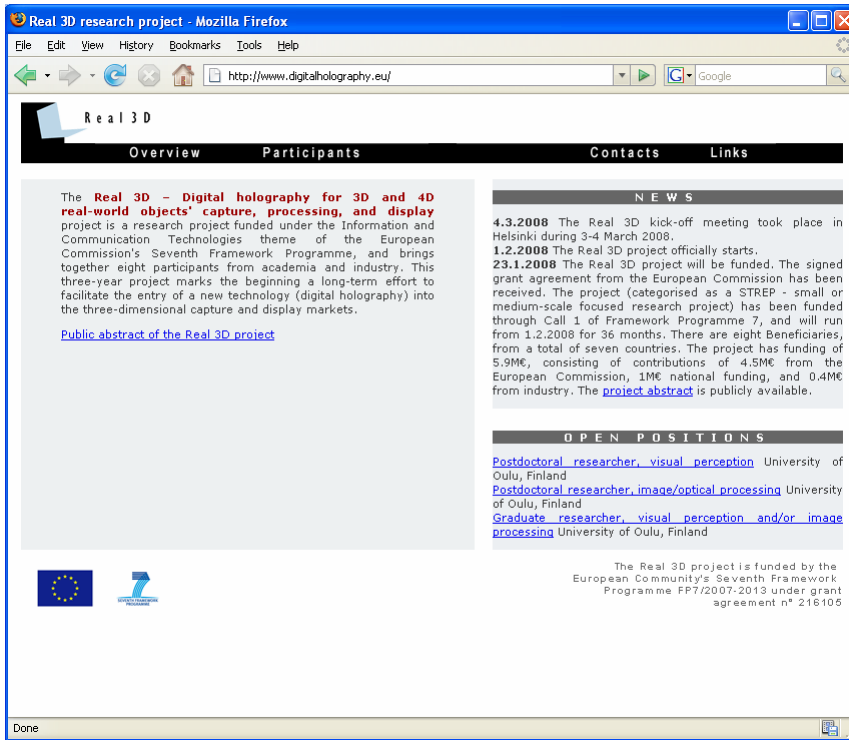 Real 3D research project - Mozilla Firefox
File Edit View History Bookmarks Tools Help
http://www.digitalholography.eu/
G Google
Real 3D
Overview Participants Contacts Links
The Real 3D – Digital holography for 3D and 4D
real-world objects' capture, processing, and display
project is a research project funded under the Information and
Communication Technologies theme of the European
Commission's Seventh Framework Programme, and brings
together eight participants from academia and industry. This
three-year project marks the beginning a long-term effort to
facilitate the entry of a new technology (digital holography) into
the three-dimensional capture and display markets.
Public abstract of the Real 3D project
NEWS
4.3.2008 The Real 3D kick-off meeting took place in
Helsinki during 3-4 March 2008.
1.2.2008 The Real 3D project officially starts.
23.1.2008 The Real 3D project will be funded. The signed
grant agreement from the European Commission has been
received. The project (categorised as a STREP - small or
medium-scale focused research project) has been funded
through Call 1 of Framework Programme 7, and will run
from 1.2.2008 for 36 months. There are eight Beneficiaries,
from a total of seven countries. The project has funding of
5.9M€, consisting of contributions of 4.5M€ from the
European Commission, 1M€ national funding, and 0.4M€
from industry. The project abstract is publicly available.
OPEN POSITIONS
Postdoctoral researcher, visual perception University of
Oulu, Finland
Postdoctoral researcher, image/optical processing University
of Oulu, Finland
Graduate researcher, visual perception and/or image
processing University of Oulu, Finland
SEVENTH FRAMEWORK
PROGRAMME
The Real 3D project is funded by the
European Community's Seventh Framework
Programme FP7/2007-2013 under grant
agreement n° 216105
Done